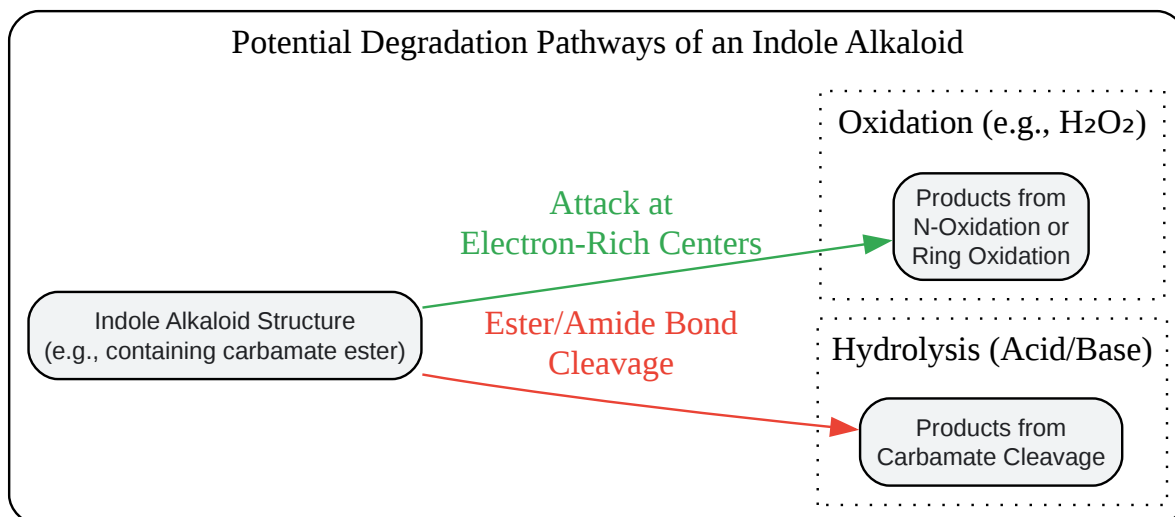 Potential Degradation Pathways of an Indole Alkaloid
Oxidation (e.g., H₂O₂)
Products from
N-Oxidation or
Ring Oxidation
Attack at
Electron-Rich Centers
Indole Alkaloid Structure
(e.g., containing carbamate ester)
Ester/Amide Bond
Cleavage
Hydrolysis (Acid/Base)
Products from
Carbamate Cleavage